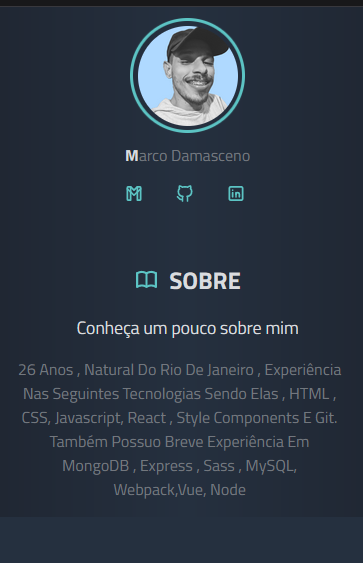 Marco Damasceno
SOBRE
Conheça um pouco sobre mim
26 Anos , Natural Do Rio De Janeiro , Experiência
Nas Seguintes Tecnologias Sendo Elas , HTML ,
CSS, Javascript, React , Style Components E Git.
Também Possuo Breve Experiência Em
MongoDB , Express , Sass , MySQL,
Webpack,Vue, Node